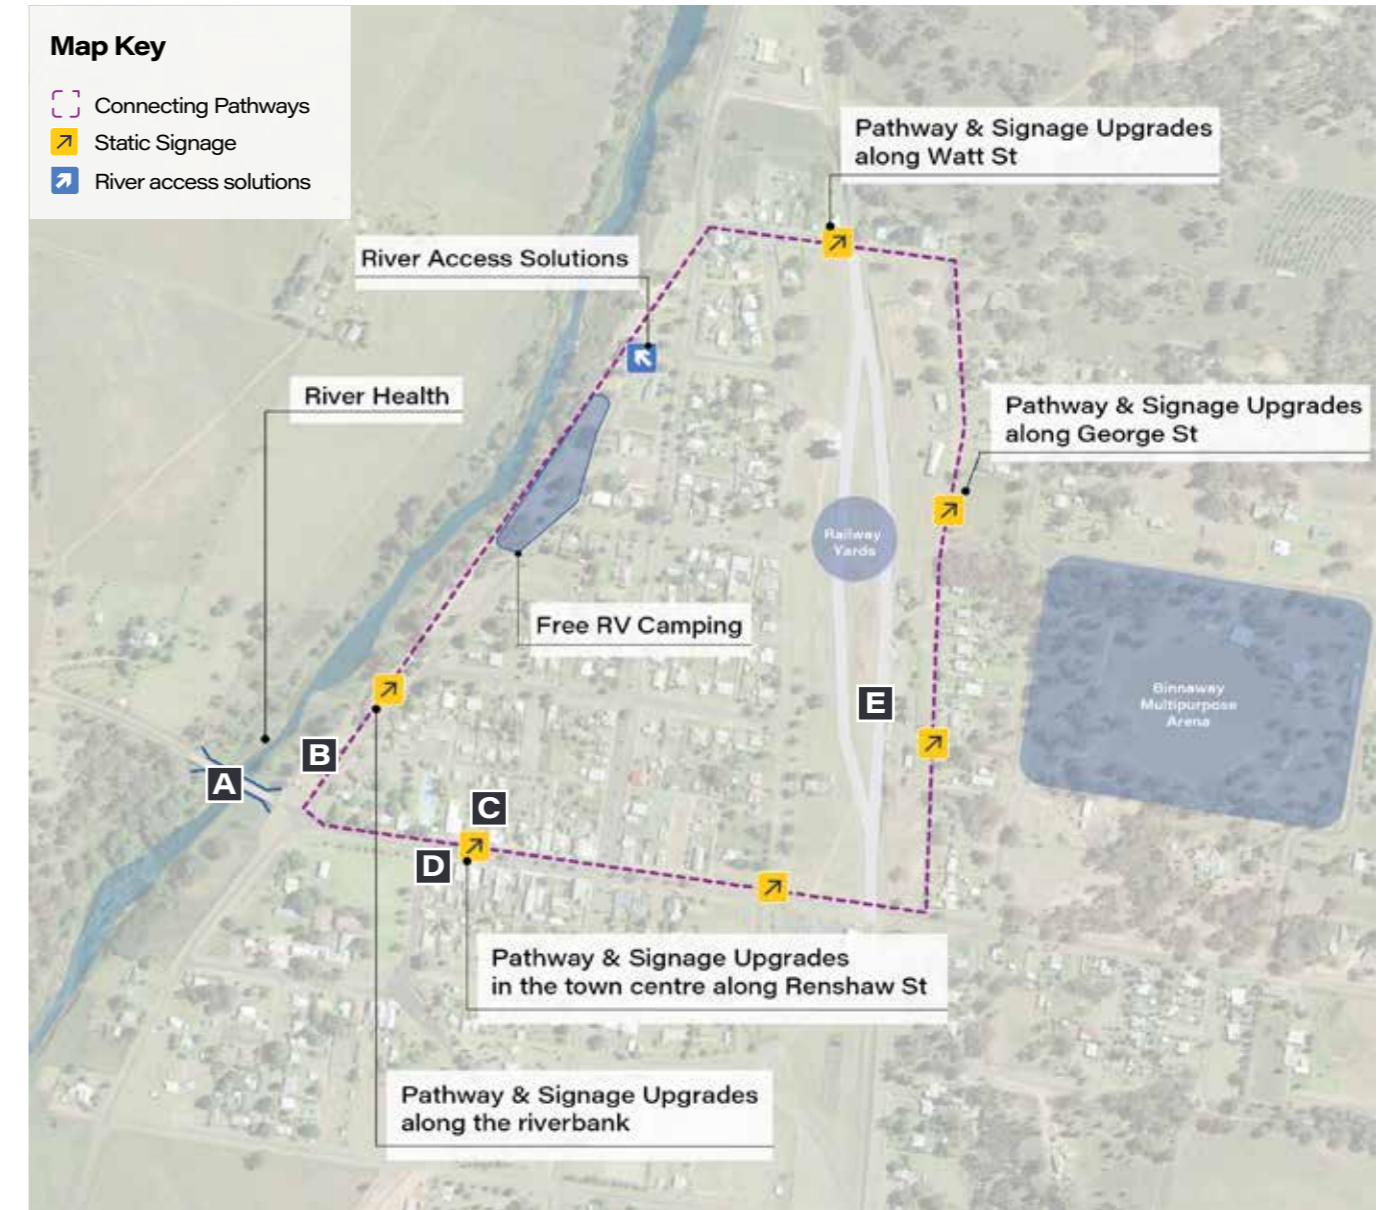 Map Key
Connecting Pathways
Static Signage
River access solutions
Pathway & Signage Upgrades
along Watt St
River Access Solutions
River Health
Pathway & Signage Upgrades
along George St
Railway
Yards
Free RV Camping
Binnaway
Multipurpose
Arena
E
B
A
C
D
Pathway & Signage Upgrades
in the town centre along Renshaw St
Pathway & Signage Upgrades
along the riverbank